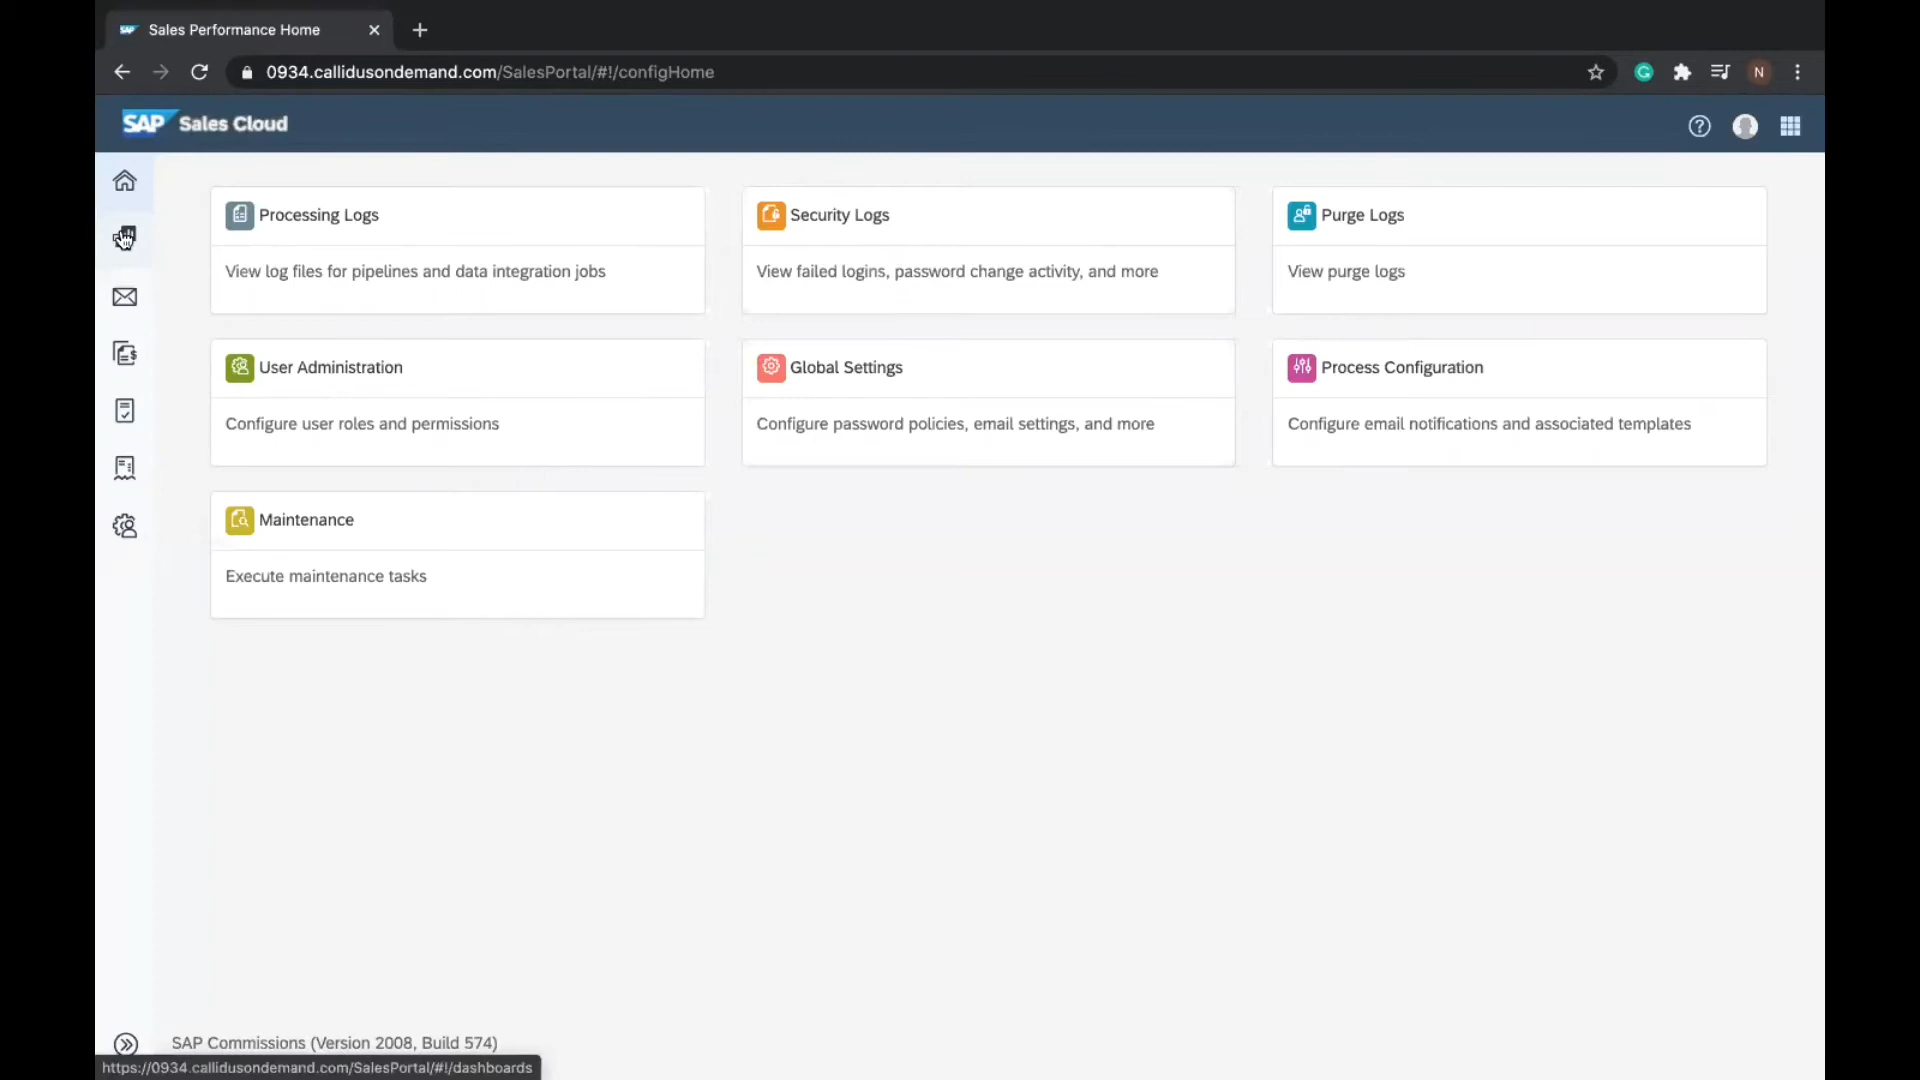 SAP Sales Performance Home
0934.callidusondemand.com/SalesPortal/#!/configHome
N
SAP Sales Cloud
Processing Logs
View log files for pipelines and data integration jobs
Security Logs
View failed logins, password change activity, and more
Purge Logs
View purge logs
User Administration
Configure user roles and permissions
Global Settings
Configure password policies, email settings, and more
Process Configuration
Configure email notifications and associated templates
Maintenance
Execute maintenance tasks
SAP Commissions (Version 2008, Build 574)
https://0934.callidusondemand.com/SalesPortal/#!/dashboards